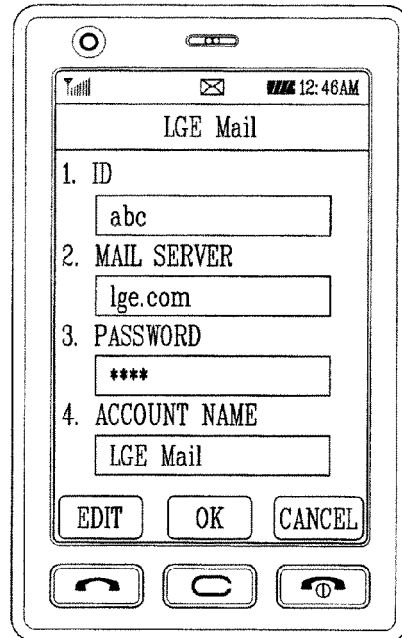 12:46AM
LGE Mail
1. ID
abc
2. MAIL SERVER
lge.com
3. PASSWORD
****
4. ACCOUNT NAME
LGE Mail
EDIT OK CANCEL